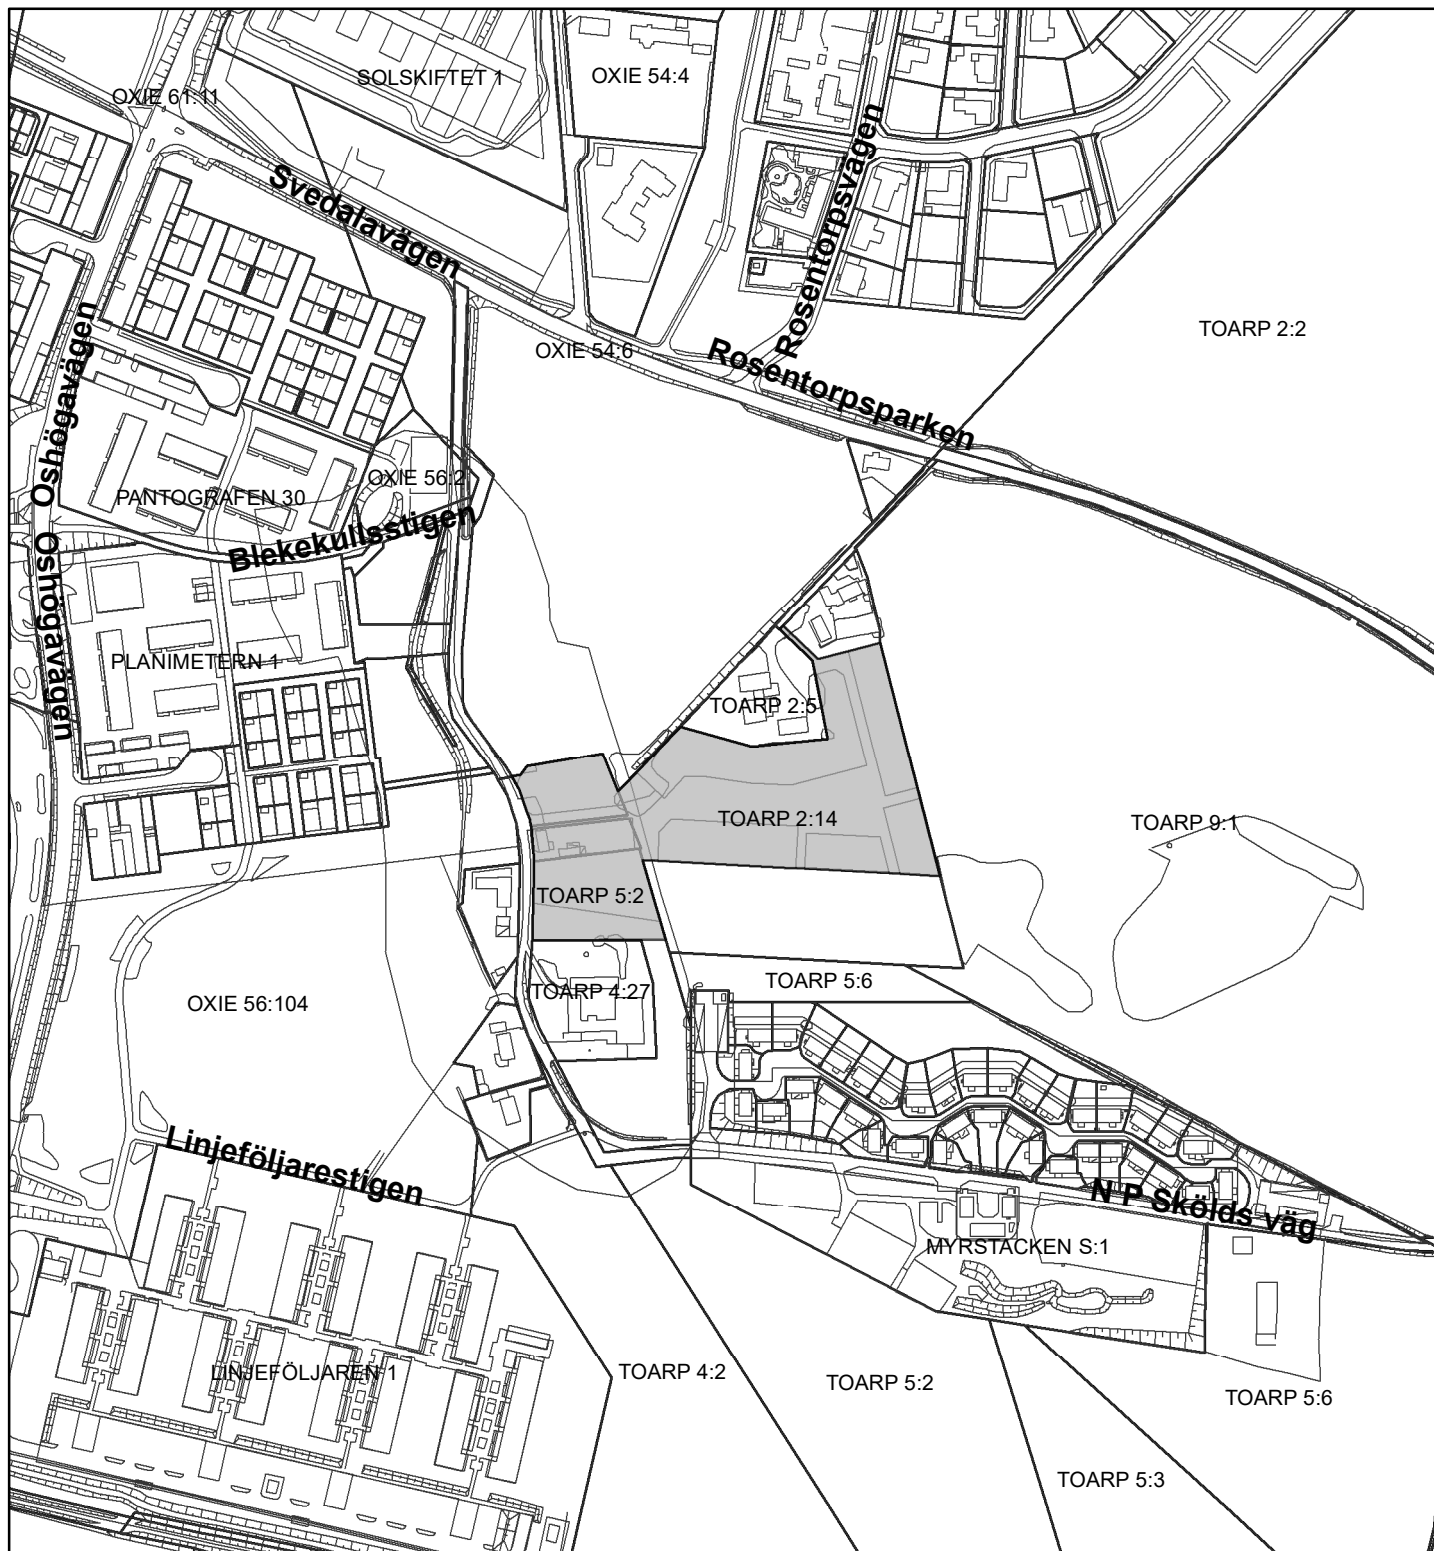 SOLSKIFTET 1
OXIE 54:4
OXIE 61:11
Svedalavägen
Rosentorpsvägen
TOARP 2:2
OXIE 54:6
Rosentorpsparken
Oshögavägen
OXIE 56:2
PANTOGRAFEN 30
Blekekullsstigen
Oshögavägen
PLANIMETERN 1
TOARP 2:5
TOARP 2:14
TOARP 9:1
TOARP 5:2
TOARP 5:6
TOARP 4:27
OXIE 56:104
Linjeföljarestigen
N P Skölds väg
MYRSTACKEN S:1
LINJEFÖLJAREN 1
TOARP 4:2
TOARP 5:2
TOARP 5:6
TOARP 5:3